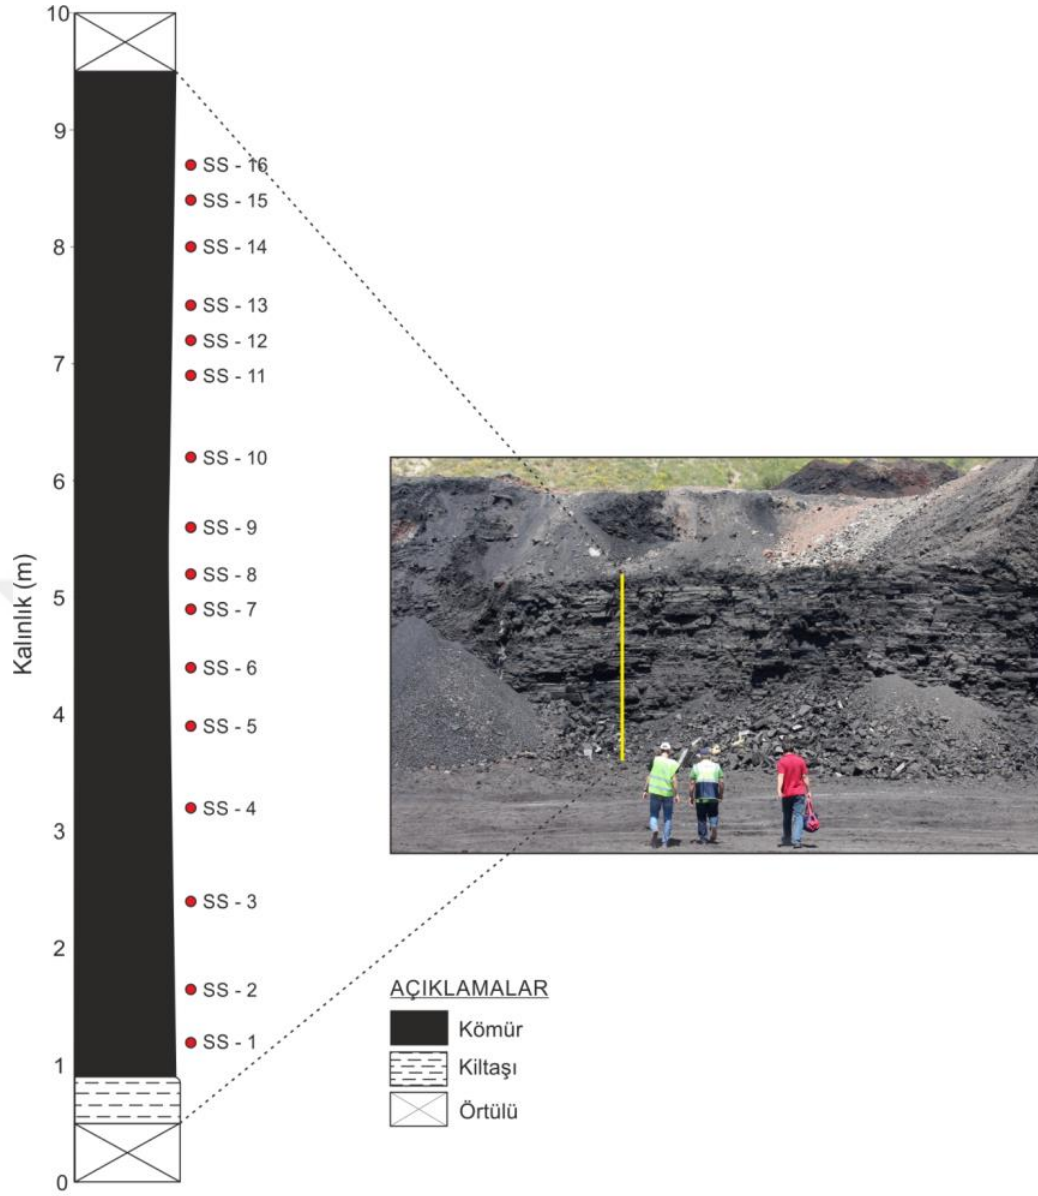 10
9
8
7
6
5
4
3
2
1
0
Kalınlık (m)
SS - 16
SS - 15
SS - 14
SS - 13
SS - 12
SS - 11
SS - 10
SS - 9
SS - 8
SS - 7
SS - 6
SS - 5
SS - 4
SS - 3
SS - 2
SS - 1
AÇIKLAMALAR
Kömür
Kiltaşı
Örtülü